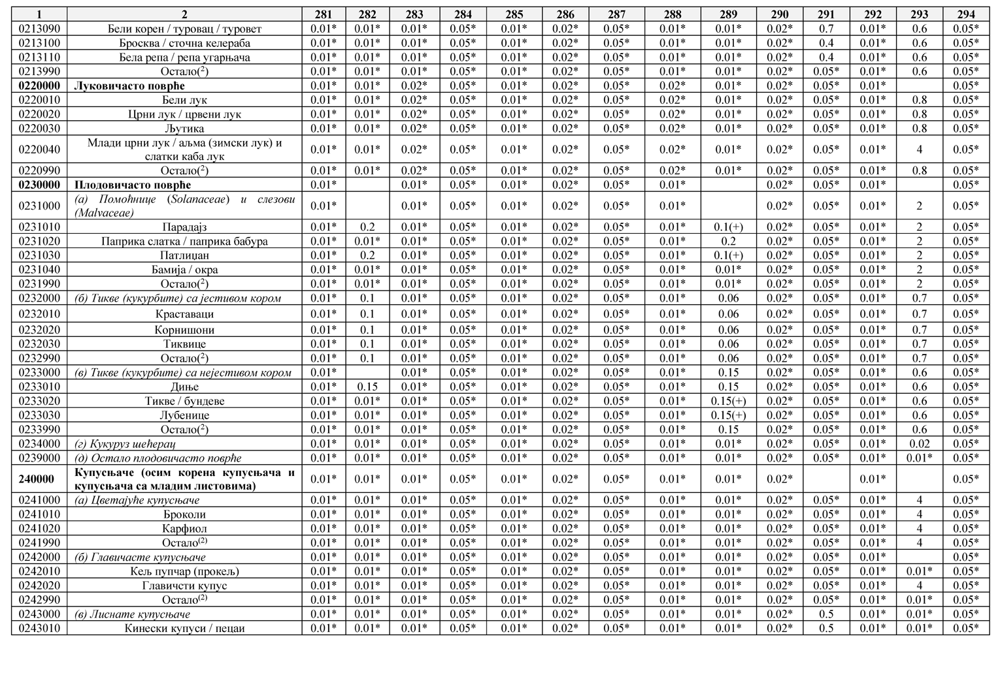 1 2 281 282 283 284 285 286 287 288 289 290 291 292 293 294
0213090 Бели корен / туровац / туровет 0.01* 0.01* 0.01* 0.05* 0.01* 0.02* 0.05* 0.01* 0.01* 0.02* 0.7 0.01* 0.6 0.05*
0213100 Бросква / сточна келераба 0.01* 0.01* 0.01* 0.05* 0.01* 0.02* 0.05* 0.01* 0.01* 0.02* 0.4 0.01* 0.6 0.05*
0213110 Бела репа / репа угарњача 0.01* 0.01* 0.01* 0.05* 0.01* 0.02* 0.05* 0.01* 0.01* 0.02* 0.4 0.01* 0.6 0.05*
0213990 Остало(2) 0.01* 0.01* 0.01* 0.05* 0.01* 0.02* 0.05* 0.01* 0.01* 0.02* 0.05* 0.01* 0.6 0.05*
0220000 Луковичасто поврће 0.01* 0.01* 0.02* 0.05* 0.01* 0.02* 0.05* 0.02* 0.01* 0.02* 0.05* 0.01* 0.05*
0220010 Бели лук 0.01* 0.01* 0.02* 0.05* 0.01* 0.02* 0.05* 0.02* 0.01* 0.02* 0.05* 0.01* 0.8 0.05*
0220020 Црни лук / црвени лук 0.01* 0.01* 0.02* 0.05* 0.01* 0.02* 0.05* 0.02* 0.01* 0.02* 0.05* 0.01* 0.8 0.05*
0220030 Љутика 0.01* 0.01* 0.02* 0.05* 0.01* 0.02* 0.05* 0.02* 0.01* 0.02* 0.05* 0.01* 0.8 0.05*
0220040 Млади црни лук / аљма (зимски лук) и
слатки каба лук 0.01* 0.01* 0.02* 0.05* 0.01* 0.02* 0.05* 0.02* 0.01* 0.02* 0.05* 0.01* 4 0.05*
0220990 Остало(2) 0.01* 0.01* 0.02* 0.05* 0.01* 0.02* 0.05* 0.02* 0.01* 0.02* 0.05* 0.01* 0.8 0.05*
0230000 Плодовичасто поврће 0.01* 0.01* 0.05* 0.01* 0.02* 0.05* 0.01* 0.02* 0.05* 0.01* 0.05*
0231000 (а) Помоћнице (Solanaceae) и слезови
(Malvaceae) 0.01* 0.01* 0.05* 0.01* 0.02* 0.05* 0.01* 0.02* 0.05* 0.01* 2 0.05*
0231010 Парадајз 0.01* 0.2 0.01* 0.05* 0.01* 0.02* 0.05* 0.01* 0.1(+) 0.02* 0.05* 0.01* 2 0.05*
0231020 Паприка слатка / паприка бабура 0.01* 0.01* 0.01* 0.05* 0.01* 0.02* 0.05* 0.01* 0.2 0.02* 0.05* 0.01* 2 0.05*
0231030 Патлиџан 0.01* 0.2 0.01* 0.05* 0.01* 0.02* 0.05* 0.01* 0.1(+) 0.02* 0.05* 0.01* 2 0.05*
0231040 Бамија / окра 0.01* 0.01* 0.01* 0.05* 0.01* 0.02* 0.05* 0.01* 0.01* 0.02* 0.05* 0.01* 2 0.05*
0231990 Остало(2) 0.01* 0.01* 0.01* 0.05* 0.01* 0.02* 0.05* 0.01* 0.01* 0.02* 0.05* 0.01* 2 0.05*
0232000 (б) Тикве (кукурбите) са јестивом кором 0.01* 0.1 0.01* 0.05* 0.01* 0.02* 0.05* 0.01* 0.06 0.02* 0.05* 0.01* 0.7 0.05*
0232010 Краставаци 0.01* 0.1 0.01* 0.05* 0.01* 0.02* 0.05* 0.01* 0.06 0.02* 0.05* 0.01* 0.7 0.05*
0232020 Корнишони 0.01* 0.1 0.01* 0.05* 0.01* 0.02* 0.05* 0.01* 0.06 0.02* 0.05* 0.01* 0.7 0.05*
0232030 Тиквице 0.01* 0.1 0.01* 0.05* 0.01* 0.02* 0.05* 0.01* 0.06 0.02* 0.05* 0.01* 0.7 0.05*
0232990 Остало(2) 0.01* 0.1 0.01* 0.05* 0.01* 0.02* 0.05* 0.01* 0.06 0.02* 0.05* 0.01* 0.7 0.05*
0233000 (в) Тикве (кукурбите) са нејестивом кором 0.01* 0.01* 0.05* 0.01* 0.02* 0.05* 0.01* 0.15 0.02* 0.05* 0.01* 0.6 0.05*
0233010 Диње 0.01* 0.15 0.01* 0.05* 0.01* 0.02* 0.05* 0.01* 0.15 0.02* 0.05* 0.01* 0.6 0.05*
0233020 Тикве / бундеве 0.01* 0.01* 0.01* 0.05* 0.01* 0.02* 0.05* 0.01* 0.15(+) 0.02* 0.05* 0.01* 0.6 0.05*
0233030 Лубенице 0.01* 0.01* 0.01* 0.05* 0.01* 0.02* 0.05* 0.01* 0.15(+) 0.02* 0.05* 0.01* 0.6 0.05*
0233990 Остало(2) 0.01* 0.01* 0.01* 0.05* 0.01* 0.02* 0.05* 0.01* 0.15 0.02* 0.05* 0.01* 0.6 0.05*
0234000 (г) Кукуруз шећерац 0.01* 0.01* 0.01* 0.05* 0.01* 0.02* 0.05* 0.01* 0.01* 0.02* 0.05* 0.01* 0.02 0.05*
0239000 (д) Остало плодовичасто поврће 0.01* 0.01* 0.01* 0.05* 0.01* 0.02* 0.05* 0.01* 0.01* 0.02* 0.05* 0.01* 0.01* 0.05*
240000 Купусњаче (осим корена купусњача и
купусњача са младим листовима) 0.01* 0.01* 0.01* 0.05* 0.01* 0.02* 0.05* 0.01* 0.01* 0.02* 0.01* 0.05*
0241000 (а) Цветајуће купусњаче 0.01* 0.01* 0.01* 0.05* 0.01* 0.02* 0.05* 0.01* 0.01* 0.02* 0.05* 0.01* 4 0.05*
0241010 Броколи 0.01* 0.01* 0.01* 0.05* 0.01* 0.02* 0.05* 0.01* 0.01* 0.02* 0.05* 0.01* 4 0.05*
0241020 Карфиол 0.01* 0.01* 0.01* 0.05* 0.01* 0.02* 0.05* 0.01* 0.01* 0.02* 0.05* 0.01* 4 0.05*
0241990 Остало(2) 0.01* 0.01* 0.01* 0.05* 0.01* 0.02* 0.05* 0.01* 0.01* 0.02* 0.05* 0.01* 4 0.05*
0242000 (б) Главичасте купусњаче 0.01* 0.01* 0.01* 0.05* 0.01* 0.02* 0.05* 0.01* 0.01* 0.02* 0.05* 0.01* 0.05*
0242010 Кељ пупчар (прокељ) 0.01* 0.01* 0.01* 0.05* 0.01* 0.02* 0.05* 0.01* 0.01* 0.02* 0.05* 0.01* 0.01* 0.05*
0242020 Главичсти купус 0.01* 0.01* 0.01* 0.05* 0.01* 0.02* 0.05* 0.01* 0.01* 0.02* 0.05* 0.01* 4 0.05*
0242990 Остало(2) 0.01* 0.01* 0.01* 0.05* 0.01* 0.02* 0.05* 0.01* 0.01* 0.02* 0.05* 0.01* 0.01* 0.05*
0243000 (в) Лиснате купусњаче 0.01* 0.01* 0.01* 0.05* 0.01* 0.02* 0.05* 0.01* 0.01* 0.02* 0.5 0.01* 0.01* 0.05*
0243010 Кинески купуси / пецаи 0.01* 0.01* 0.01* 0.05* 0.01* 0.02* 0.05* 0.01* 0.01* 0.02* 0.5 0.01* 0.01* 0.05*